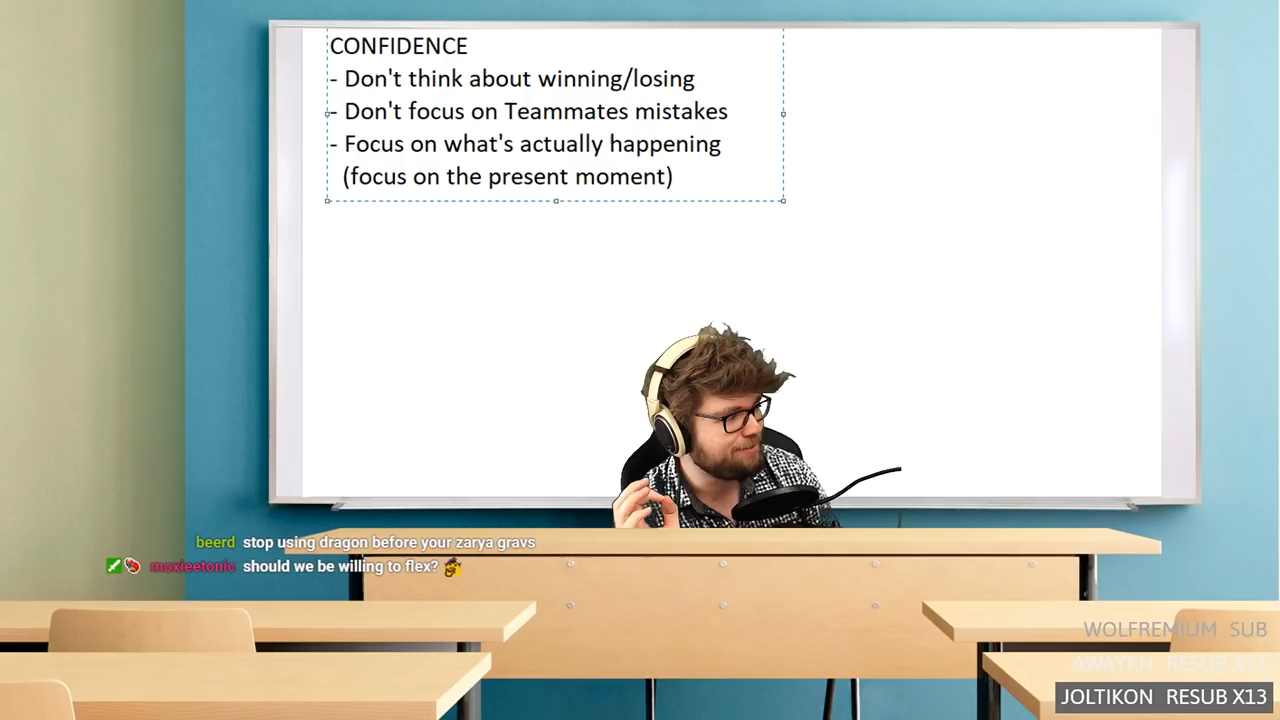 CONFIDENCE
- Don't think about winning/losing
- Don't focus on Teammates mistakes
- Focus on what's actually happening
(focus on the present moment)
beerd stop using dragon before your zarya gravs
moxieetonic should we be willing to flex?
WOLFREMIUM SUB
AWAYKN RESUB
JOLTIKON RESUB X13